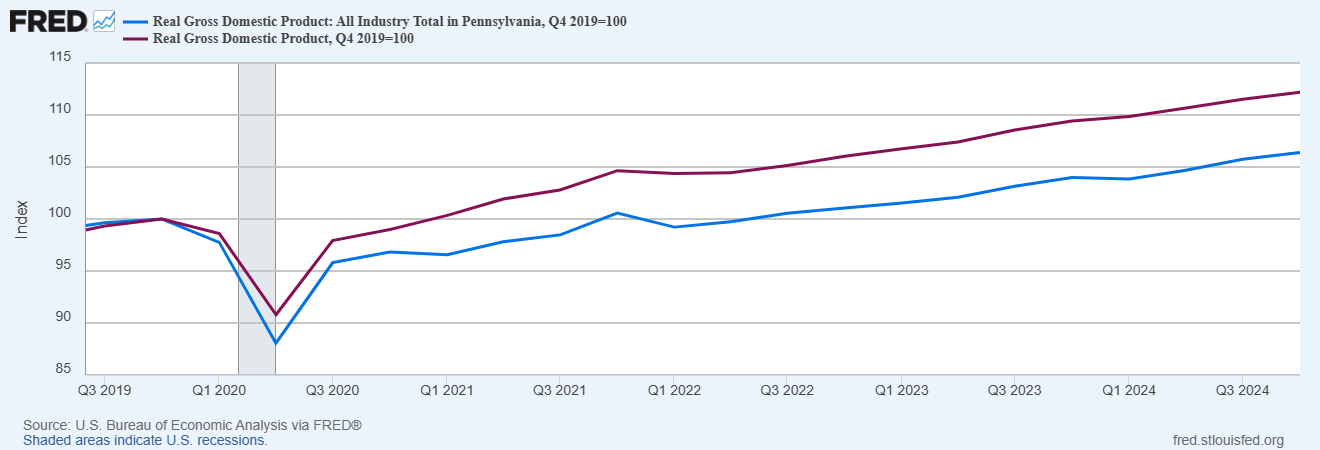 FRED
Real Gross Domestic Product: All Industry Total in Pennsylvania, Q4 2019=100
Real Gross Domestic Product, Q4 2019=100
115
110
105
100
95
90
85
Index
Q3 2019 Q1 2020 Q3 2020 Q1 2021 Q3 2021 Q1 2022 Q3 2022 Q1 2023 Q3 2023 Q1 2024 Q3 2024
Source: U.S. Bureau of Economic Analysis via FRED®
Shaded areas indicate U.S. recessions.
fred.stlouisfed.org